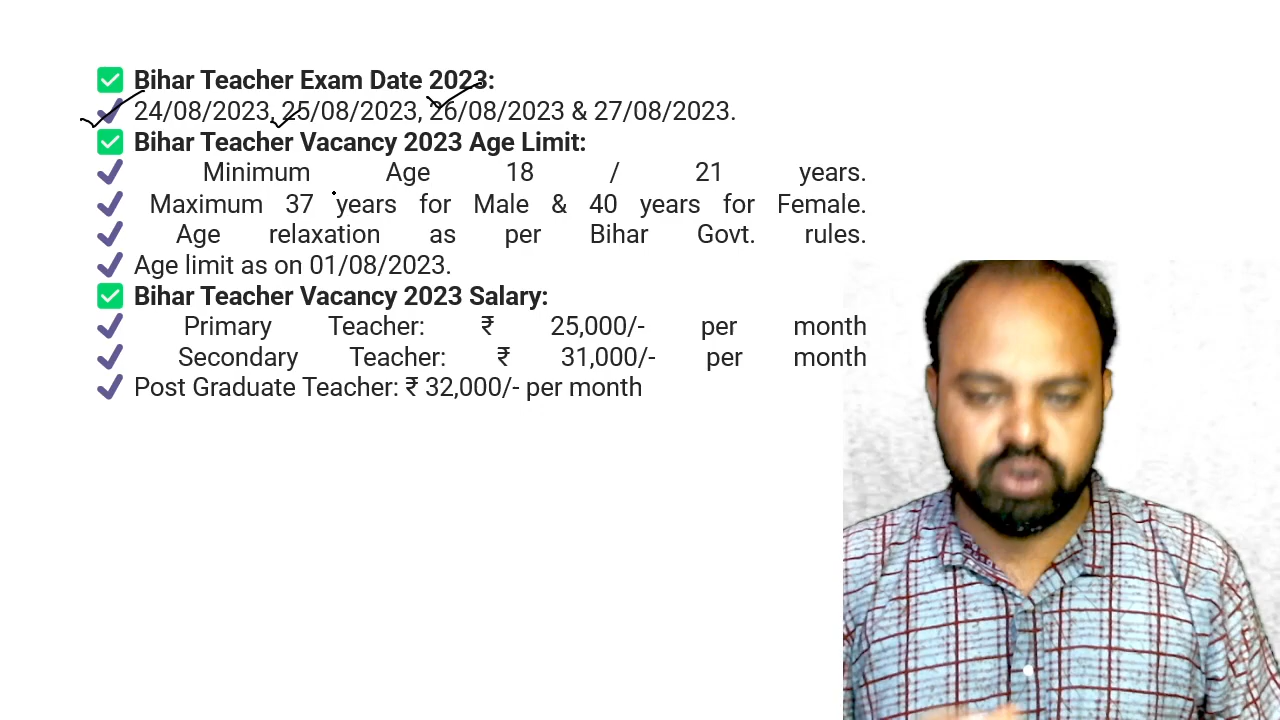 ✅ Bihar Teacher Exam Date 2023:
✔ 24/08/2023, 25/08/2023, 26/08/2023 & 27/08/2023.
✅ Bihar Teacher Vacancy 2023 Age Limit:
✔ Minimum Age 18 / 21 years.
✔ Maximum 37 years for Male & 40 years for Female.
✔ Age relaxation as per Bihar Govt. rules.
✔ Age limit as on 01/08/2023.
✅ Bihar Teacher Vacancy 2023 Salary:
✔ Primary Teacher: ₹ 25,000/- per month
✔ Secondary Teacher: ₹ 31,000/- per month
✔ Post Graduate Teacher: ₹ 32,000/- per month